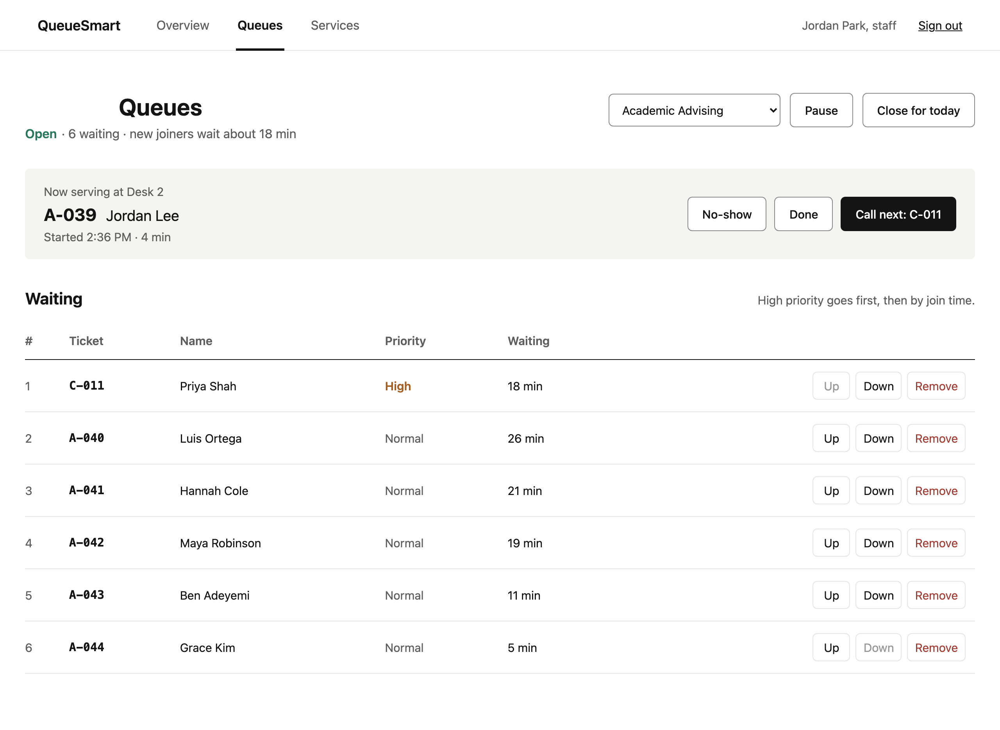 QueueSmart Overview Queues Services Jordan Park, staff Sign out
Queues Academic Advising Pause Close for today
Open · 6 waiting · new joiners wait about 18 min
Now serving at Desk 2
A-039 Jordan Lee
Started 2:36 PM · 4 min
No-show Done Call next: C-011
Waiting High priority goes first, then by join time.
# Ticket Name Priority Waiting
1 C-011 Priya Shah High 18 min Up Down Remove
2 A-040 Luis Ortega Normal 26 min Up Down Remove
3 A-041 Hannah Cole Normal 21 min Up Down Remove
4 A-042 Maya Robinson Normal 19 min Up Down Remove
5 A-043 Ben Adeyemi Normal 11 min Up Down Remove
6 A-044 Grace Kim Normal 5 min Up Down Remove